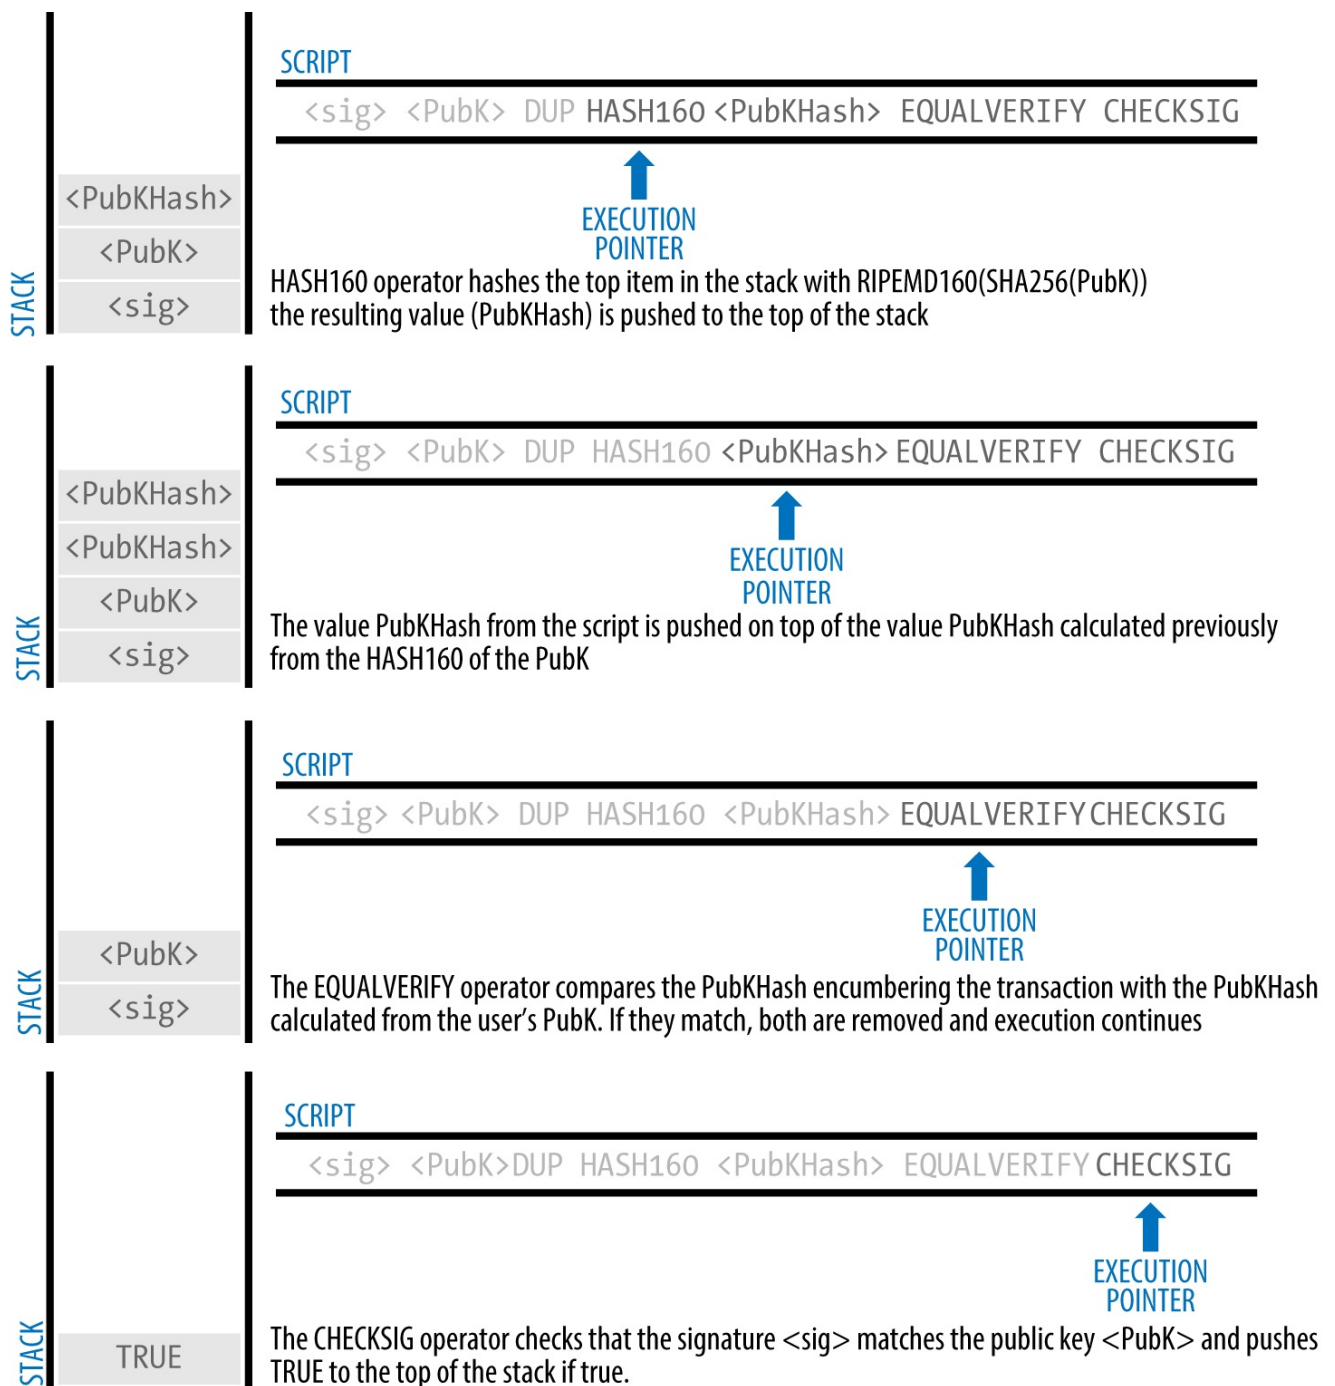 SCRIPT
<sig> <PubK> DUP HASH160 <PubKHash> EQUALVERIFY CHECKSIG
<PubKHash>
<PubK>
<sig>
STACK
EXECUTION
POINTER
HASH160 operator hashes the top item in the stack with RIPEMD160(SHA256(PubK))
the resulting value (PubKHash) is pushed to the top of the stack
SCRIPT
<sig> <PubK> DUP HASH160 <PubKHash> EQUALVERIFY CHECKSIG
<PubKHash>
<PubKHash>
<PubK>
<sig>
STACK
EXECUTION
POINTER
The value PubKHash from the script is pushed on top of the value PubKHash calculated previously
from the HASH160 of the PubK
SCRIPT
<sig> <PubK> DUP HASH160 <PubKHash> EQUALVERIFY CHECKSIG
<PubK>
<sig>
STACK
EXECUTION
POINTER
The EQUALVERIFY operator compares the PubKHash encumbering the transaction with the PubKHash
calculated from the user's PubK. If they match, both are removed and execution continues
SCRIPT
<sig> <PubK> DUP HASH160 <PubKHash> EQUALVERIFY CHECKSIG
TRUE
STACK
EXECUTION
POINTER
The CHECKSIG operator checks that the signature <sig> matches the public key <PubK> and pushes
TRUE to the top of the stack if true.